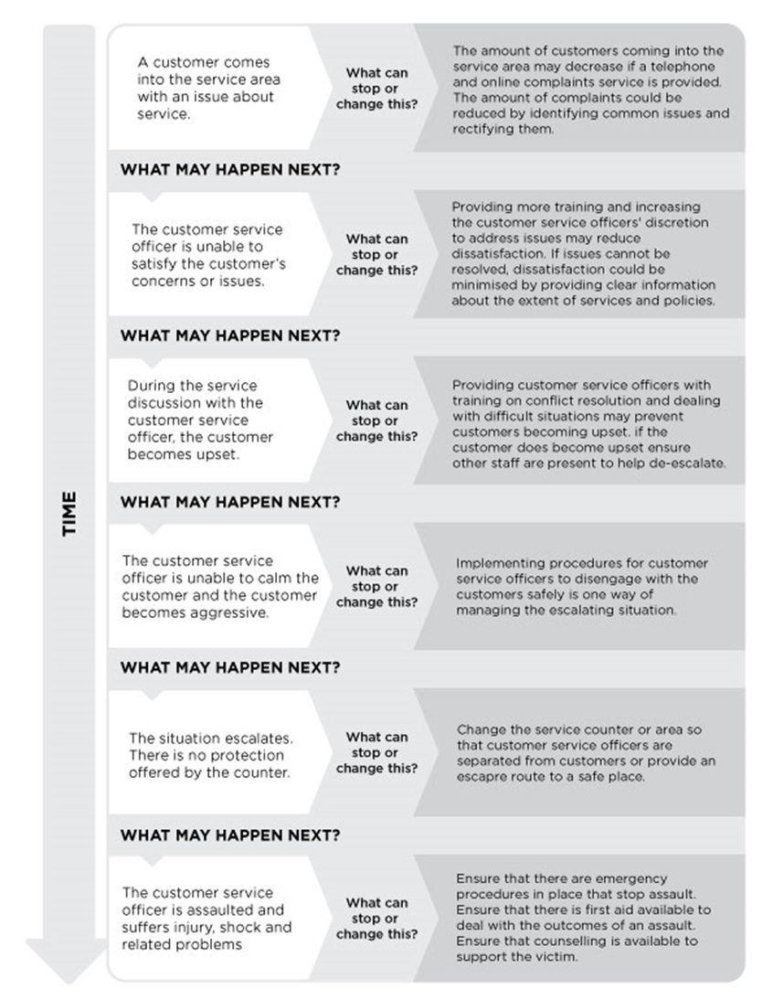 A customer comes
into the service area
with an issue about
service.
What can
stop or
change this?
The amount of customers coming into the
service area may decrease if a telephone
and online complaints service is provided.
The amount of complaints could be
reduced by identifying common issues and
rectifying them.
WHAT MAY HAPPEN NEXT?
The customer service
officer is unable to
satisfy the customer's
concerns or issues.
What can
stop or
change this?
Providing more training and increasing
the customer service officers' discretion
to address issues may reduce
dissatisfaction. If issues cannot be
resolved, dissatisfaction could be
minimised by providing clear information
about the extent of services and policies.
WHAT MAY HAPPEN NEXT?
During the service
discussion with the
customer service
officer, the customer
becomes upset.
What can
stop or
change this?
Providing customer service officers with
training on conflict resolution and dealing
with difficult situations may prevent
customers becoming upset. if the
customer does become upset ensure
other staff are present to help de-escalate.
TIME
WHAT MAY HAPPEN NEXT?
The customer service
officer is unable to calm the
customer and the customer
becomes aggressive.
What can
stop or
change this?
Implementing procedures for customer
service officers to disengage with the
customers safely is one way of
managing the escalating situation.
WHAT MAY HAPPEN NEXT?
The situation escalates.
There is no protection
offered by the counter.
What can
stop or
change this?
Change the service counter or area so
that customer service officers are
separated from customers or provide an
escapre route to a safe place.
WHAT MAY HAPPEN NEXT?
The customer service
officer is assaulted and
suffers injury, shock and
related problems
What can
stop or
change this?
Ensure that there are emergency
procedures in place that stop assault.
Ensure that there is first aid available to
deal with the outcomes of an assault.
Ensure that counselling is available to
support the victim.